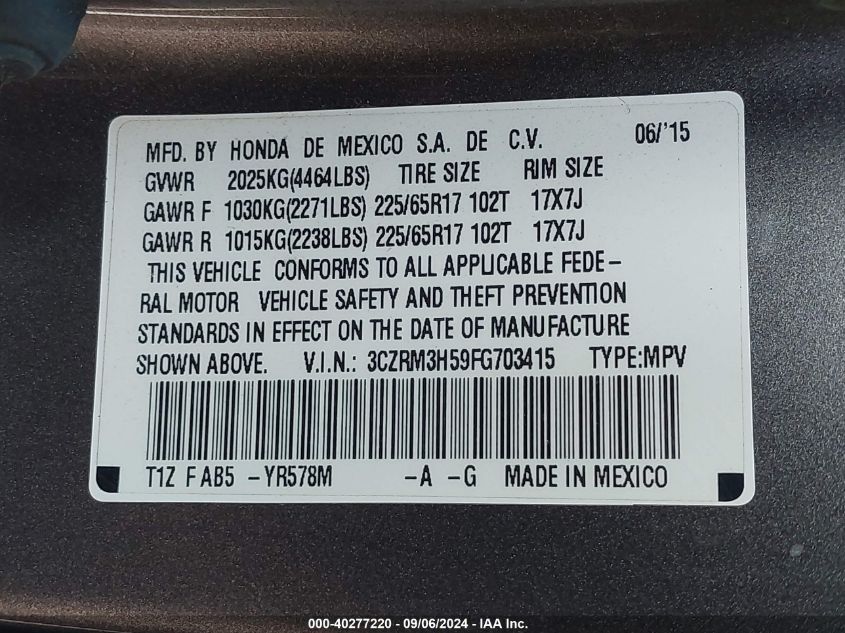 MFD. BY HONDA DE MEXICO S.A. DE C.V. 06/'15
GVWR 2025KG(4464LBS) TIRE SIZE RIM SIZE
GAWR F 1030KG(2271LBS) 225/65R17 102T 17X7J
GAWR R 1015KG(2238LBS) 225/65R17 102T 17X7J
THIS VEHICLE CONFORMS TO ALL APPLICABLE FEDE-
RAL MOTOR VEHICLE SAFETY AND THEFT PREVENTION
STANDARDS IN EFFECT ON THE DATE OF MANUFACTURE
SHOWN ABOVE. V.I.N.: 3CZRM3H59FG703415 TYPE:MPV
T1Z FAB5 -YR578M -A -G MADE IN MEXICO
000-40277220 - 09/06/2024 - IAA Inc.